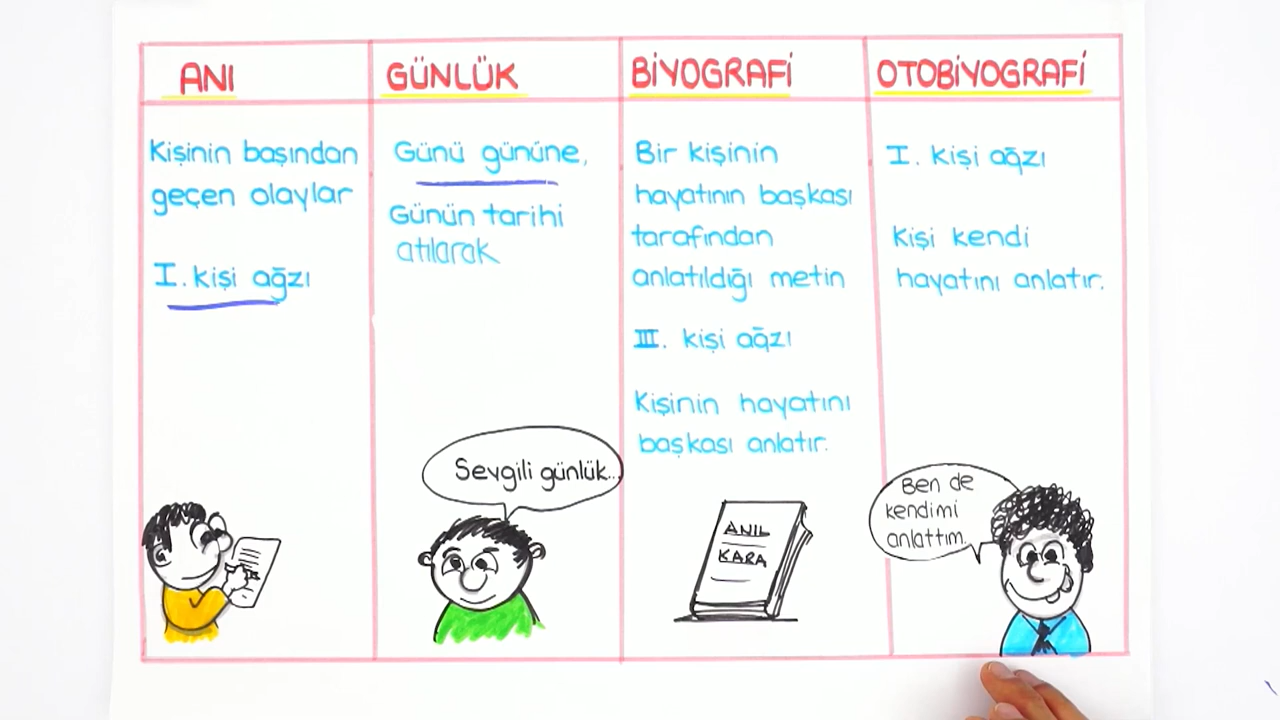 ANI
Kişinin başından
geçen olaylar
I. kişi ağzı
GÜNLÜK
Günü gününe,
Günün tarihi
atılarak
Sevgili günlük...
BİYOGRAFİ
Bir kişinin
hayatının başkası
tarafından
anlatıldığı metin
III. kişi ağzı
Kişinin hayatını
başkası anlatır.
ANIL
KARA
OTOBİYOGRAFİ
I. kişi ağzı
Kişi kendi
hayatını anlatır.
Ben de
kendimi
anlattım.